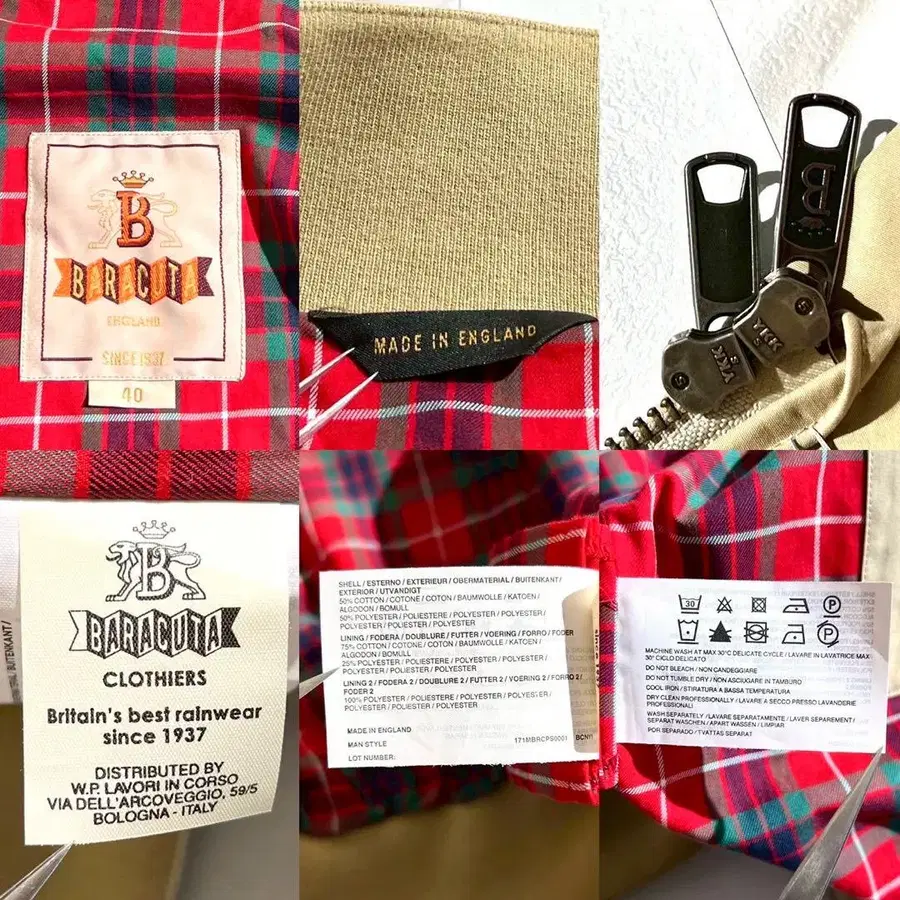 B
BARACUTA
ENGLAND
SINCE 1937
40
MADE IN ENGLAND
B
YKK
YKK
B
BARACUTA
CLOTHIERS
Britain's best rainwear
since 1937
DISTRIBUTED BY
W.P. LAVORI IN CORSO
VIA DELL'ARCOVEGGIO, 59/5
BOLOGNA - ITALY
BUITENKANT/
SHELL / ESTERNO / EXTERIEUR / OBERMATERIAL / BUITENKANT/
EXTERIOR / UTVANDIGT
50% COTTON / COTONE / COTON / BAUMWOLLE / KATOEN /
ALGODON / BOMULL
50% POLYESTER / POLIESTERE / POLYESTER / POLYESTER/
POLYESTER / POLIESTER / POLYESTER
LINING / FODERA / DOUBLURE / FUTTER / VOERING / FORRO / FODER
75% COTTON / COTONE / COTON / BAUMWOLLE / KATOEN/
ALGODON / BOMULL
25% POLYESTER / POLIESTERE / POLYESTER / POLYESTER/
POLYESTER / POLIESTER / POLYESTER
LINING 2 / FODERA 2 / DOUBLURE 2 / FUTTER 2 / VOERING 2 / FORRO 2/
FODER 2
100% POLYESTER / POLIESTERE / POLYESTER / POLYESTER/
POLYESTER / POLIESTER / POLYESTER
MADE IN ENGLAND
MAN STYLE 171MBRCPS0001 BCNY1
LOT NUMBER:
30
P
P
MACHINE WASH AT MAX 30°C DELICATE CYCLE / LAVARE IN LAVATRICE MAX
30° CICLO DELICATO
DO NOT BLEACH / NON CANDEGGIARE
DO NOT TUMBLE DRY / NON ASCIUGARE IN TAMBURO
COOL IRON / STIRATURA A BASSA TEMPERATURA
DRY CLEAN PROFESSIONALLY / LAVARE A SECCO PRESSO LAVANDERIE
PROFESSIONALI
WASH SEPARATELY / LAVARE SEPARATAMENTE / LAVER SEPAREMENT /
SEPARAT WASCHEN / APART WASSEN / LIMPIAR
POR SEPARADO / TVATTAS SEPARAT